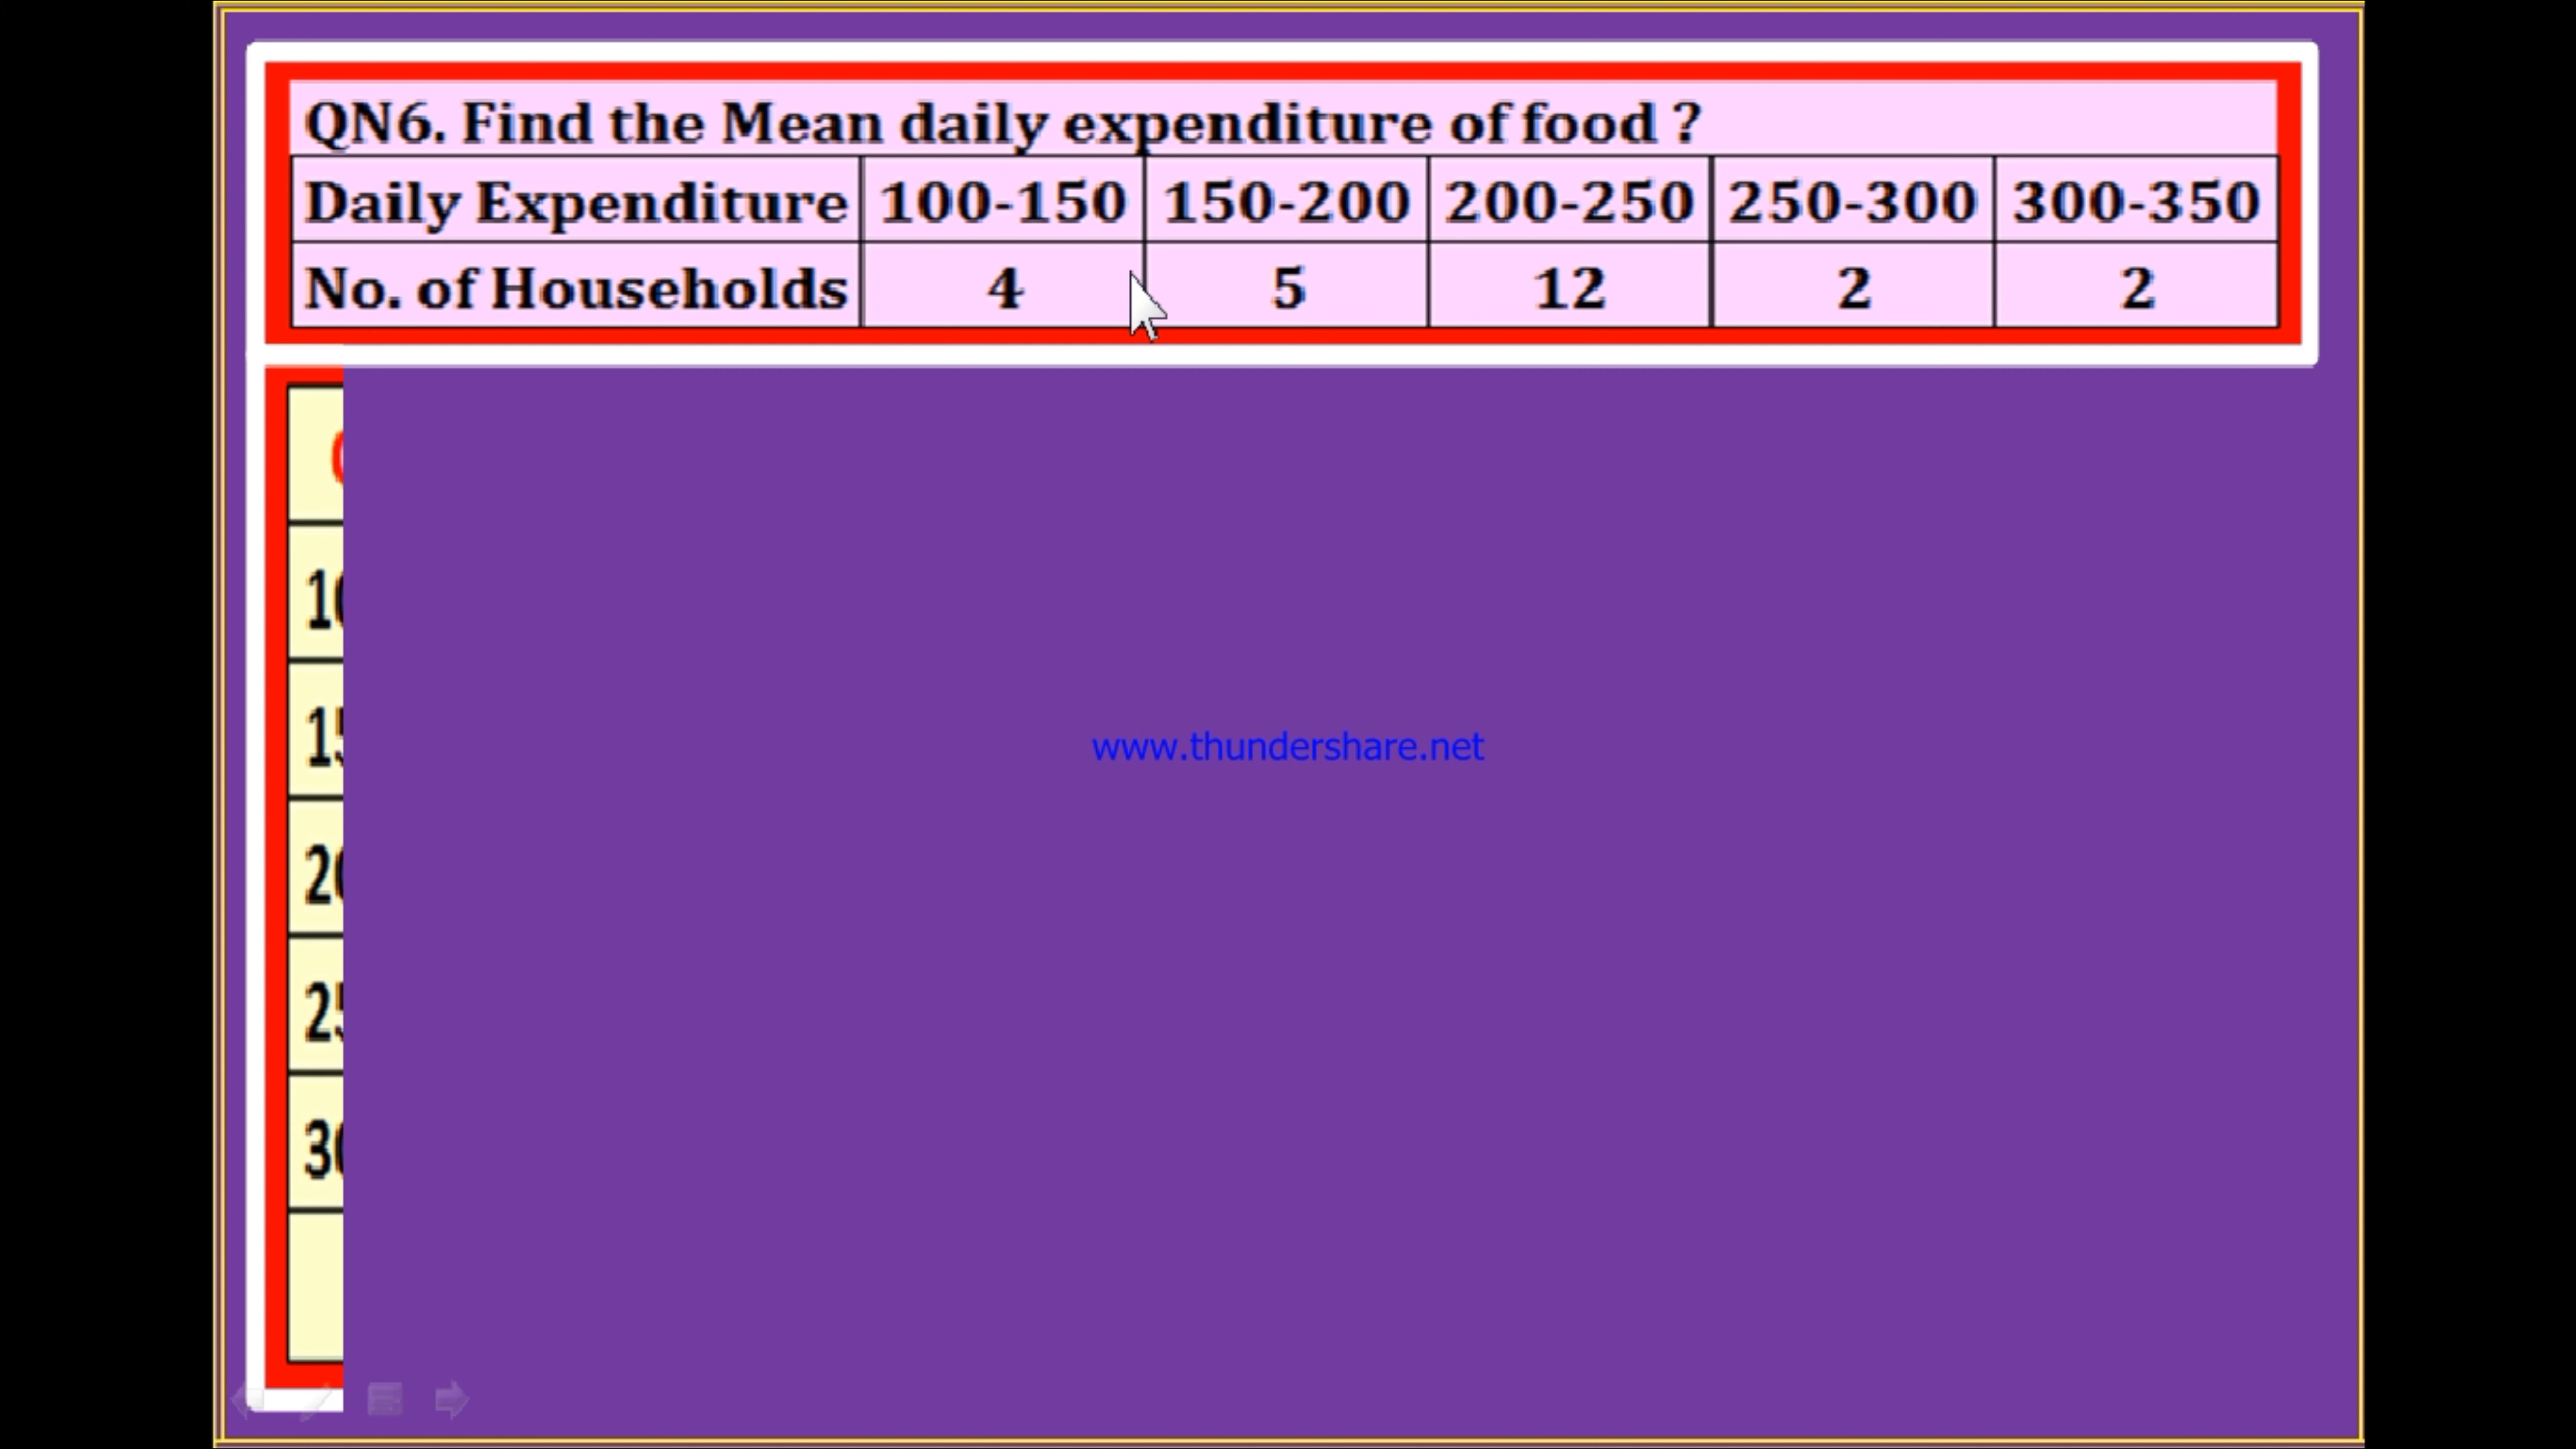 QN6. Find the Mean daily expenditure of food ?
Daily Expenditure 100-150 150-200 200-250 250-300 300-350
No. of Households 4 5 12 2 2
www.thundershare.net